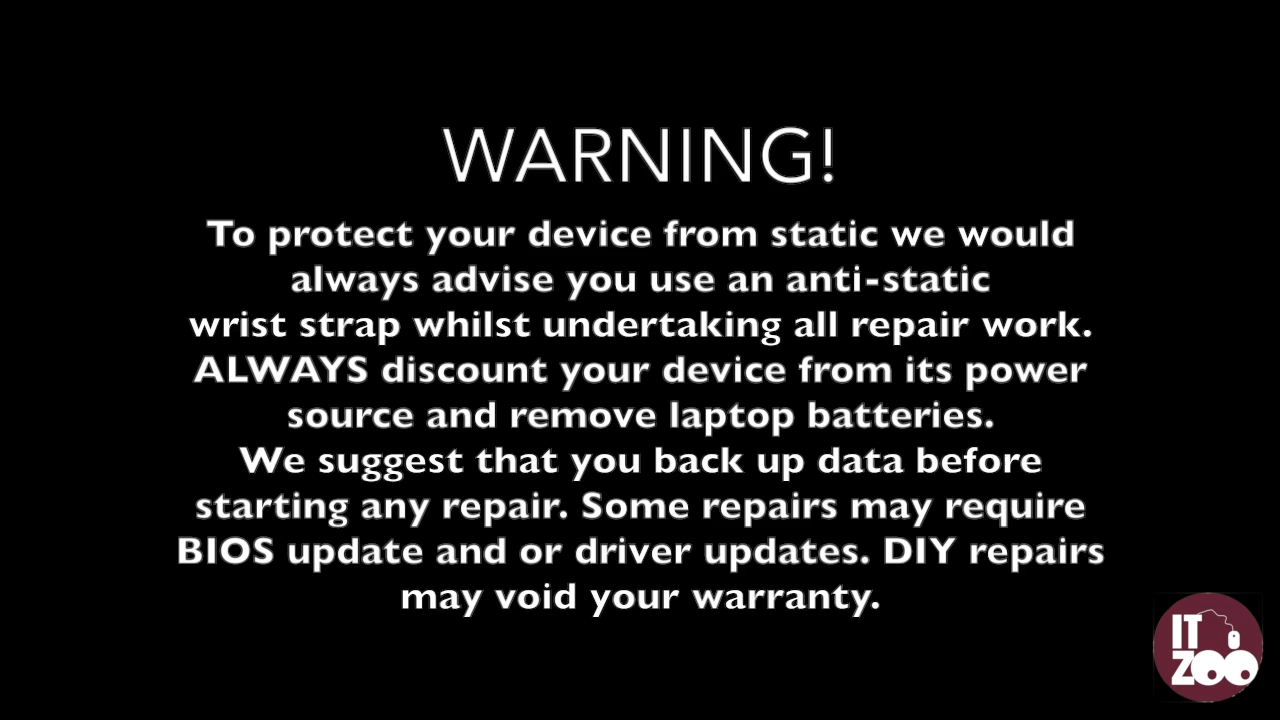 WARNING!
To protect your device from static we would
always advise you use an anti-static
wrist strap whilst undertaking all repair work.
ALWAYS discount your device from its power
source and remove laptop batteries.
We suggest that you back up data before
starting any repair. Some repairs may require
BIOS update and or driver updates. DIY repairs
may void your warranty.
IT
ZOO